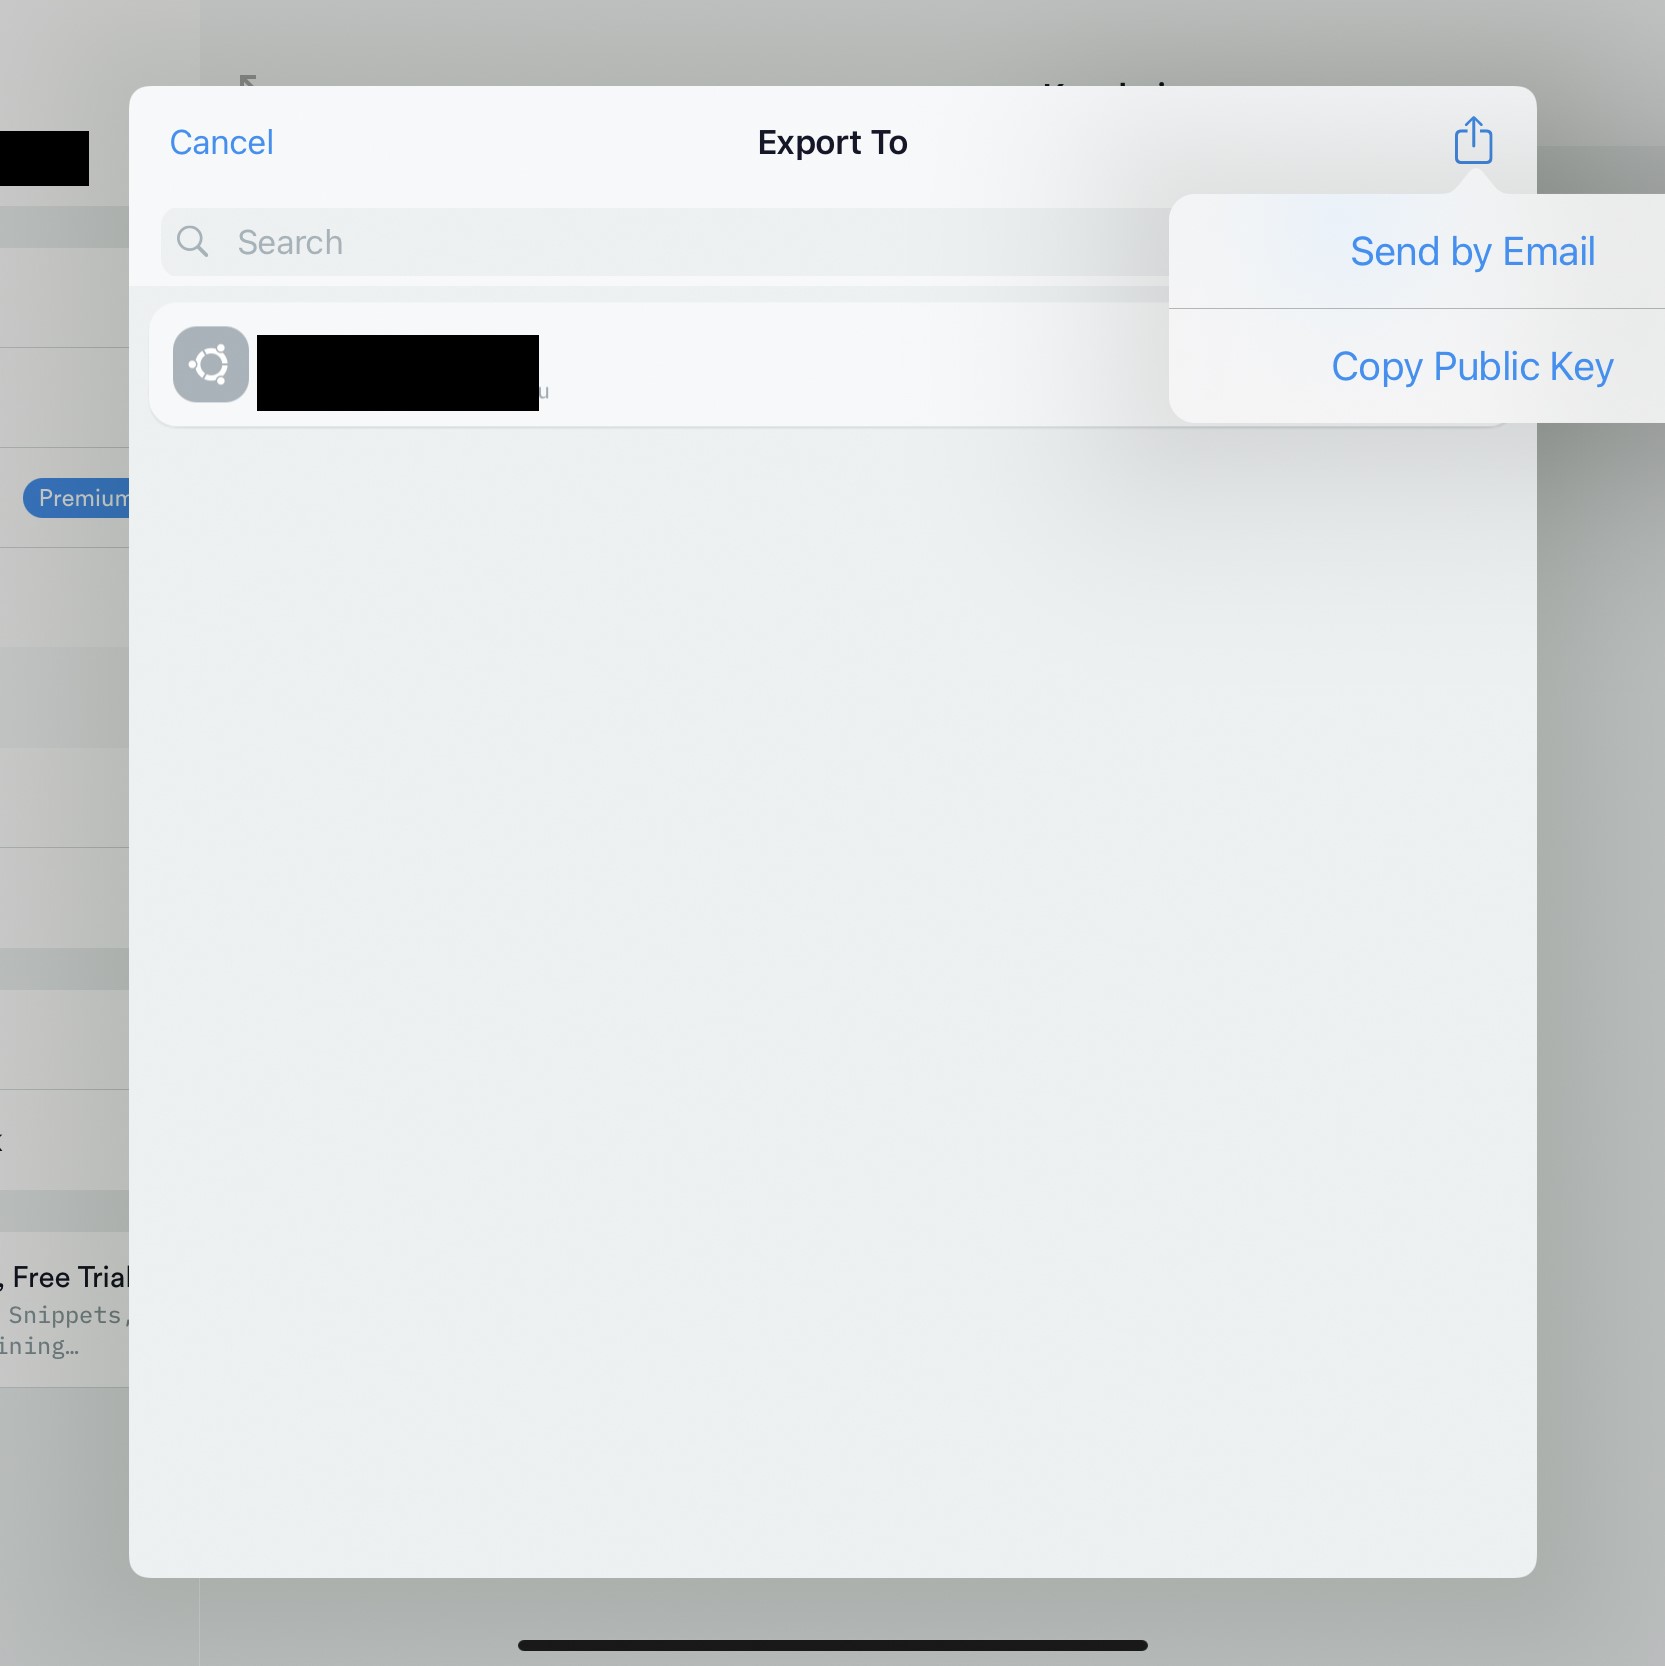 Cancel
Export To
Search
Send by Email
Copy Public Key
u
Premium
, Free Trial
Snippets,
ining…